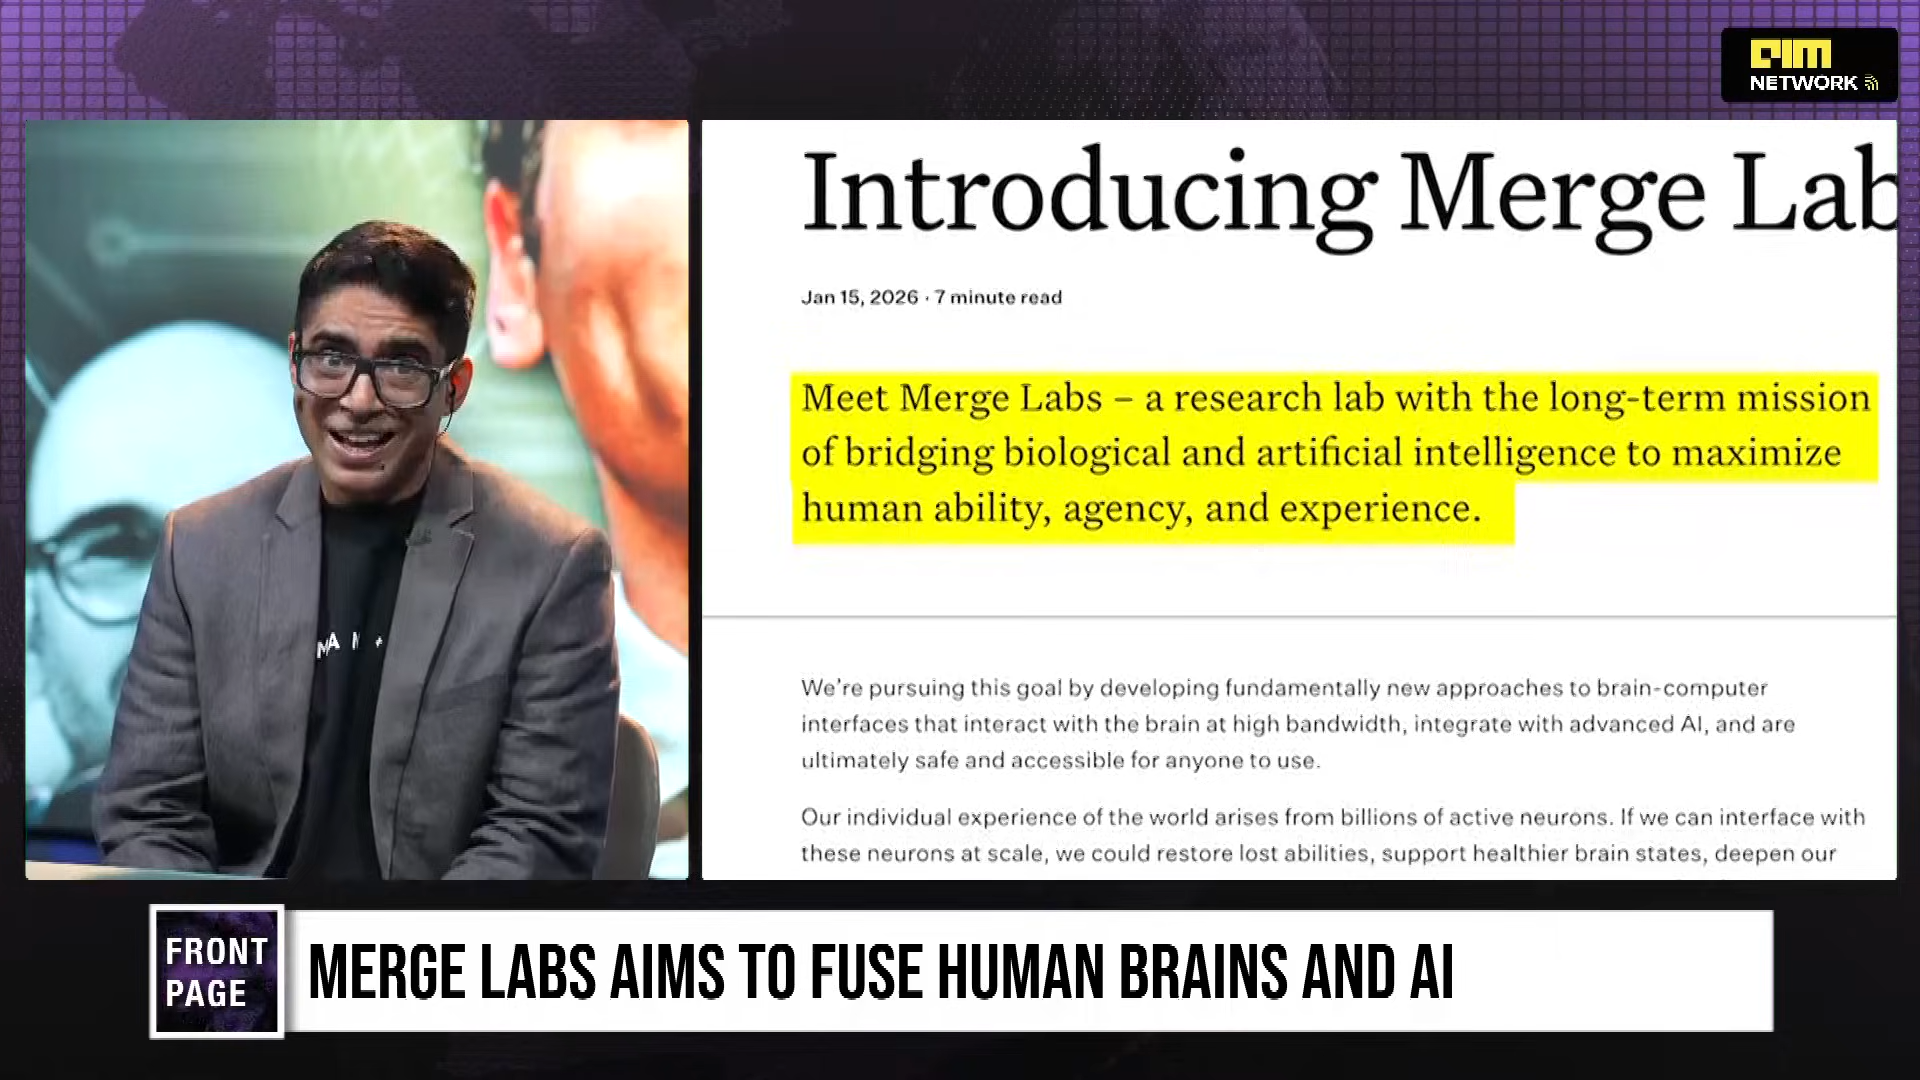 AIM
NETWORK
Introducing Merge Lab
Jan 15, 2026 · 7 minute read
Meet Merge Labs – a research lab with the long-term mission
of bridging biological and artificial intelligence to maximize
human ability, agency, and experience.
We're pursuing this goal by developing fundamentally new approaches to brain-computer
interfaces that interact with the brain at high bandwidth, integrate with advanced AI, and are
ultimately safe and accessible for anyone to use.
Our individual experience of the world arises from billions of active neurons. If we can interface with
these neurons at scale, we could restore lost abilities, support healthier brain states, deepen our
FRONT
PAGE
MERGE LABS AIMS TO FUSE HUMAN BRAINS AND AI